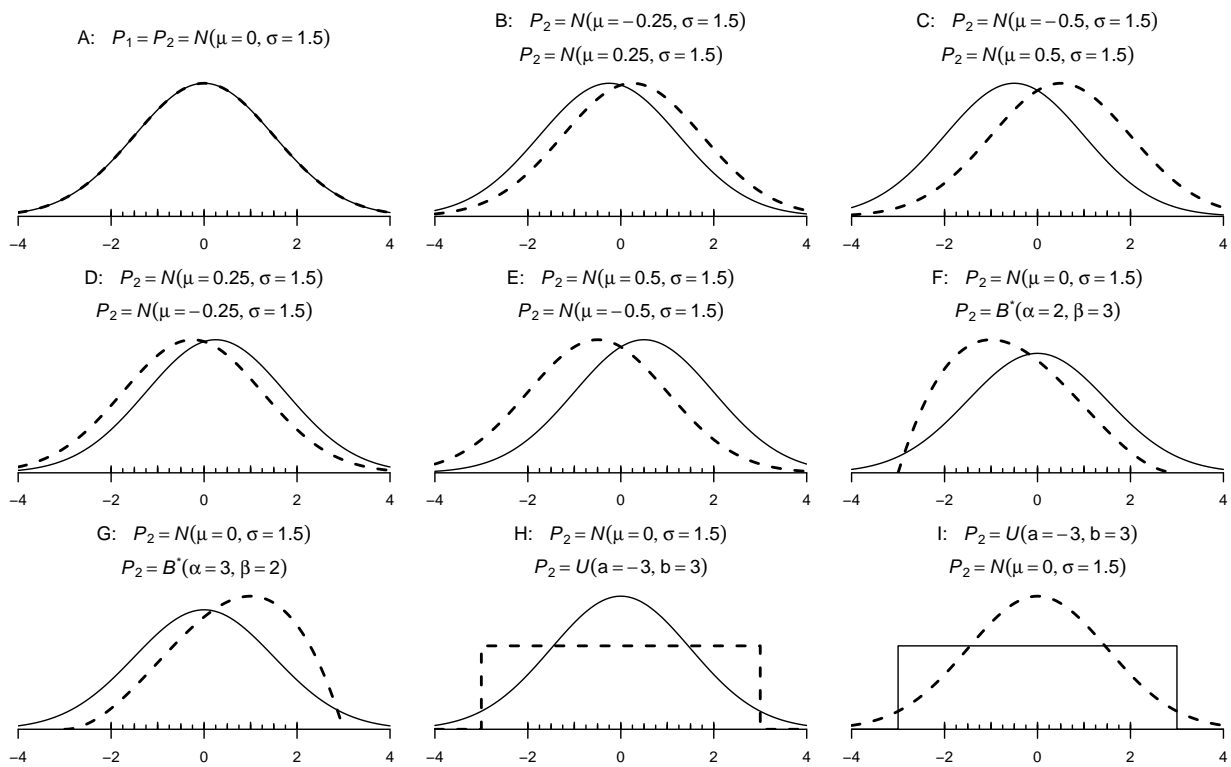 A: P₁ = P₂ = N(μ = 0, σ = 1.5)
−4 −2 0 2 4
B: P₂ = N(μ = −0.25, σ = 1.5)
P₂ = N(μ = 0.25, σ = 1.5)
−4 −2 0 2 4
C: P₂ = N(μ = −0.5, σ = 1.5)
P₂ = N(μ = 0.5, σ = 1.5)
−4 −2 0 2 4
D: P₂ = N(μ = 0.25, σ = 1.5)
P₂ = N(μ = −0.25, σ = 1.5)
−4 −2 0 2 4
E: P₂ = N(μ = 0.5, σ = 1.5)
P₂ = N(μ = −0.5, σ = 1.5)
−4 −2 0 2 4
F: P₂ = N(μ = 0, σ = 1.5)
P₂ = B*(α = 2, β = 3)
−4 −2 0 2 4
G: P₂ = N(μ = 0, σ = 1.5)
P₂ = B*(α = 3, β = 2)
−4 −2 0 2 4
H: P₂ = N(μ = 0, σ = 1.5)
P₂ = U(a = −3, b = 3)
−4 −2 0 2 4
I: P₂ = U(a = −3, b = 3)
P₂ = N(μ = 0, σ = 1.5)
−4 −2 0 2 4